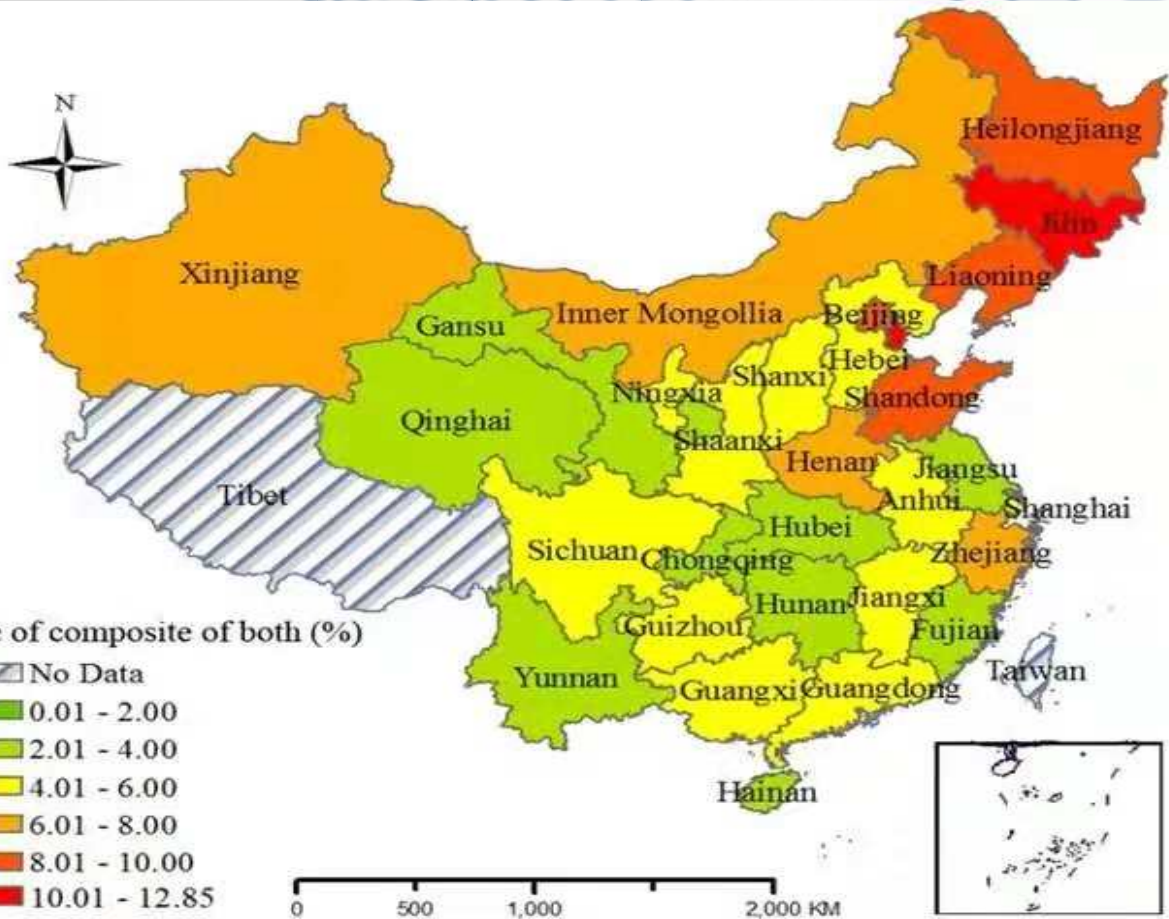 N
Heilongjiang
Jilin
Liaoning
Xinjiang
Gansu
Inner Mongollia
Beijing
Hebei
Shanxi
Ningxia
Shandong
Qinghai
Shaanxi
Henan
Jiangsu
Anhui
Shanghai
Tibet
Hubei
Sichuan
Chongqing
Zhejiang
Hunan
Jiangxi
Guizhou
Fujian
Yunnan
Guangxi
Guangdong
Taiwan
Hainan
of composite of both (%)
No Data
0.01 - 2.00
2.01 - 4.00
4.01 - 6.00
6.01 - 8.00
8.01 - 10.00
10.01 - 12.85
0 500 1,000 2,000 KM